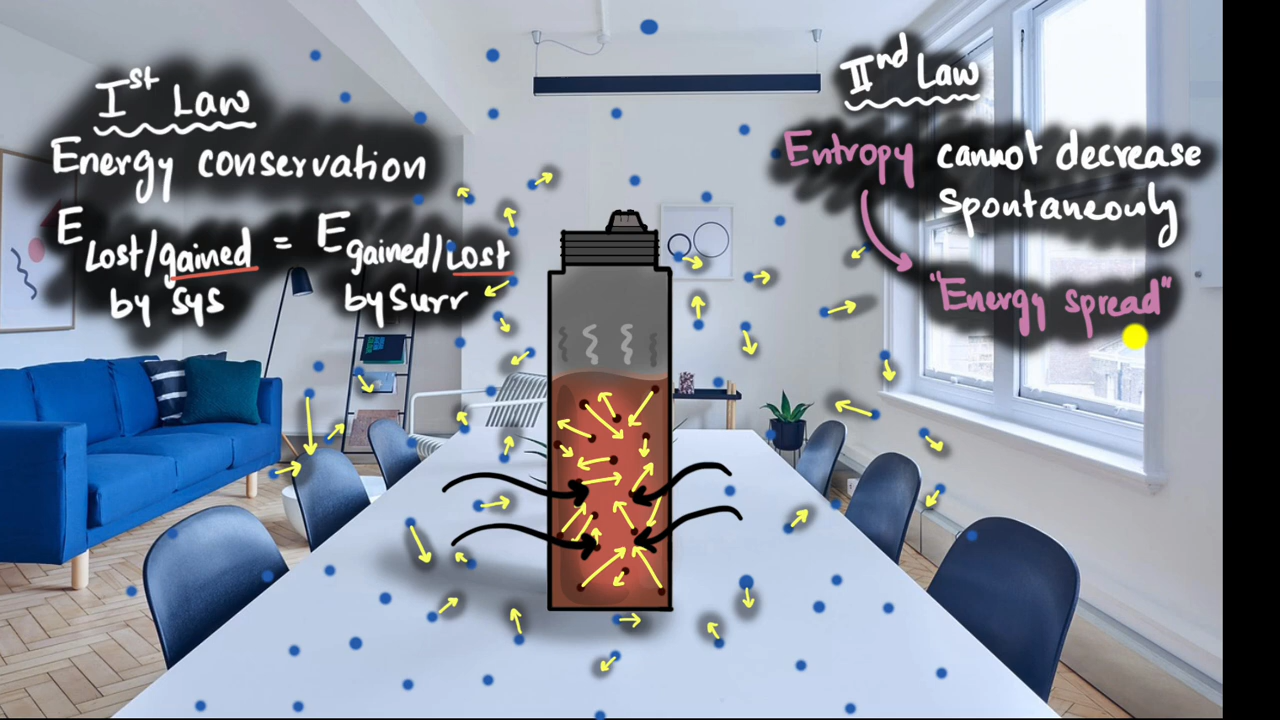 Ist Law
Energy conservation
E Lost/gained by sys = E gained/Lost by surr
IInd Law
Entropy cannot decrease
spontaneously
"Energy spread"